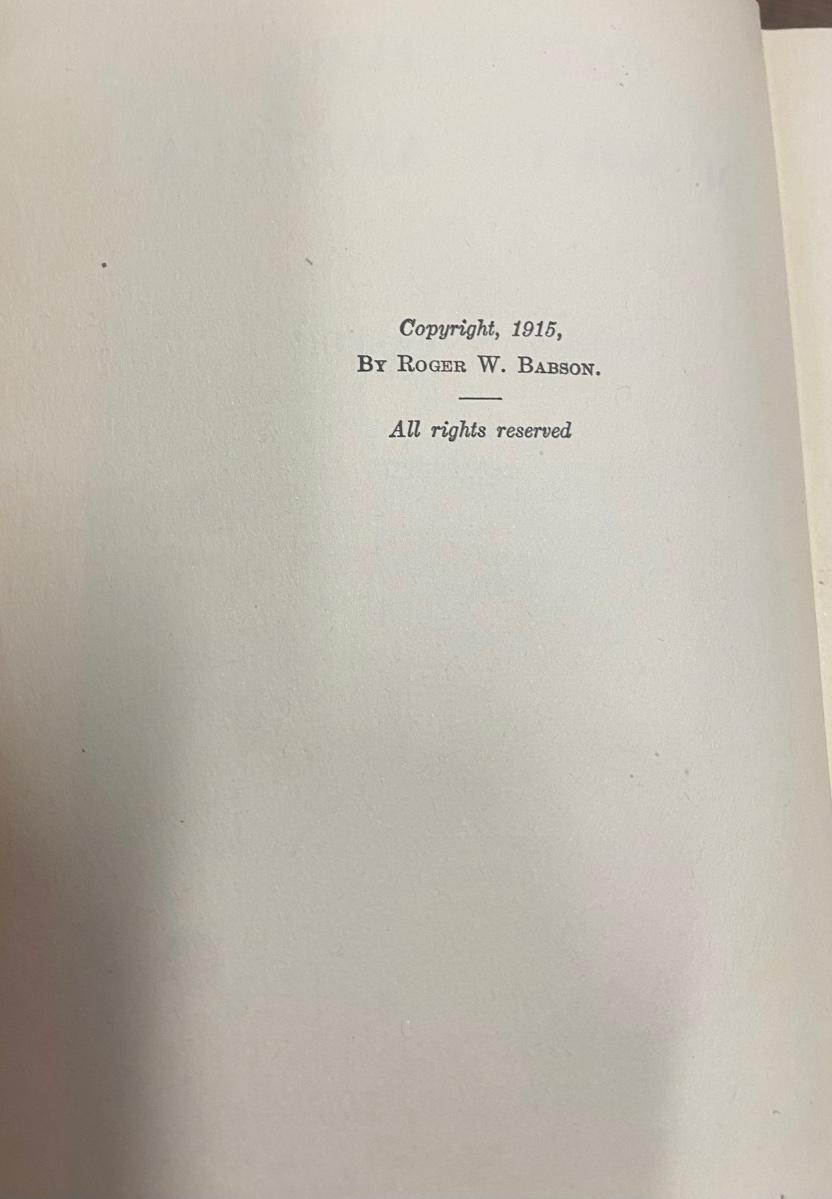 Copyright, 1915,
By Roger W. Babson.
All rights reserved